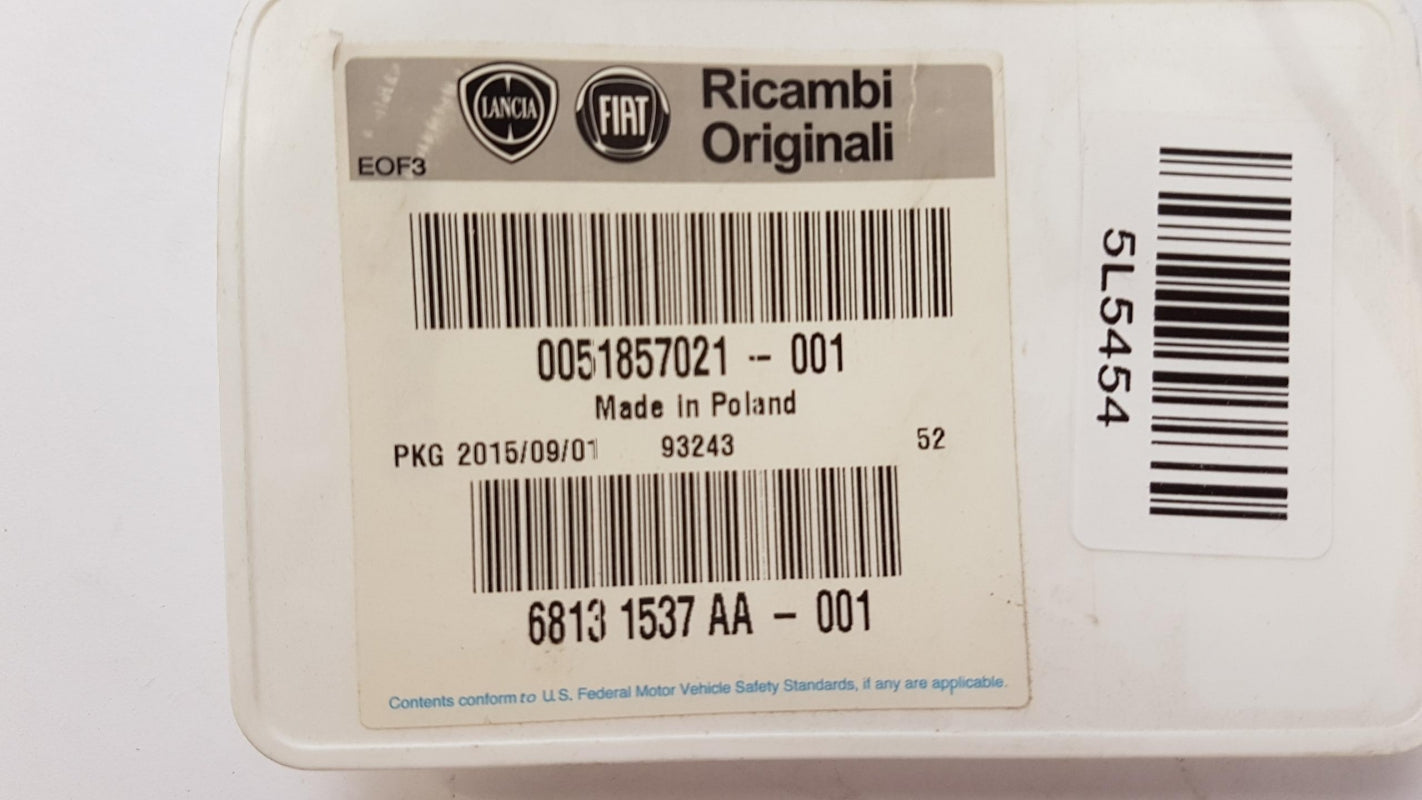 LANCIA
FIAT
Ricambi
Originali
EOF3
0051857021 -- 001
Made in Poland
PKG 2015/09/01 93243 52
6813 1537 AA - 001
Contents conform to U.S. Federal Motor Vehicle Safety Standards, if any are applicable.
5L5454